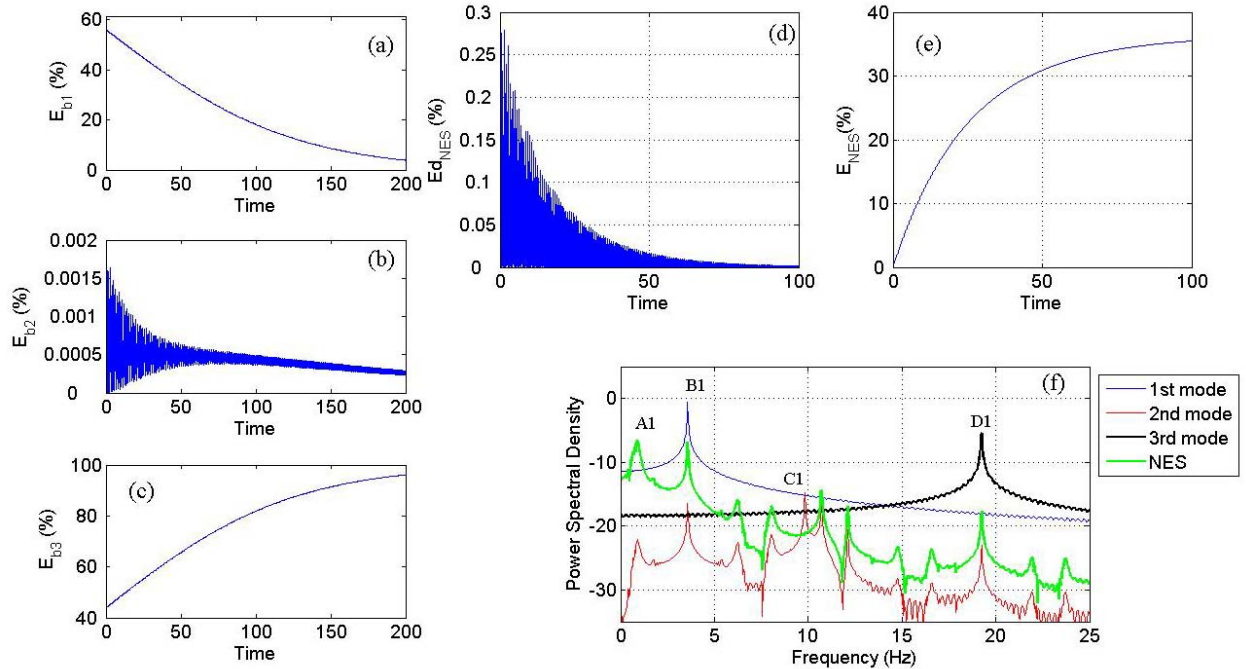 60
40
20
0
E_b1 (%)
(a)
0 50 100 150 200
Time
0.002
0.0015
0.001
0.0005
0
E_b2 (%)
(b)
0 50 100 150 200
Time
100
80
60
40
E_b3 (%)
(c)
0 50 100 150 200
Time
0.3
0.25
0.2
0.15
0.1
0.05
0
Ed_NES (%)
(d)
0 50 100
Time
40
30
20
10
0
E_NES(%)
(e)
0 50 100
Time
0
-10
-20
-30
Power Spectral Density
A1
B1
C1
D1
(f)
0 5 10 15 20 25
Frequency (Hz)
1st mode
2nd mode
3rd mode
NES